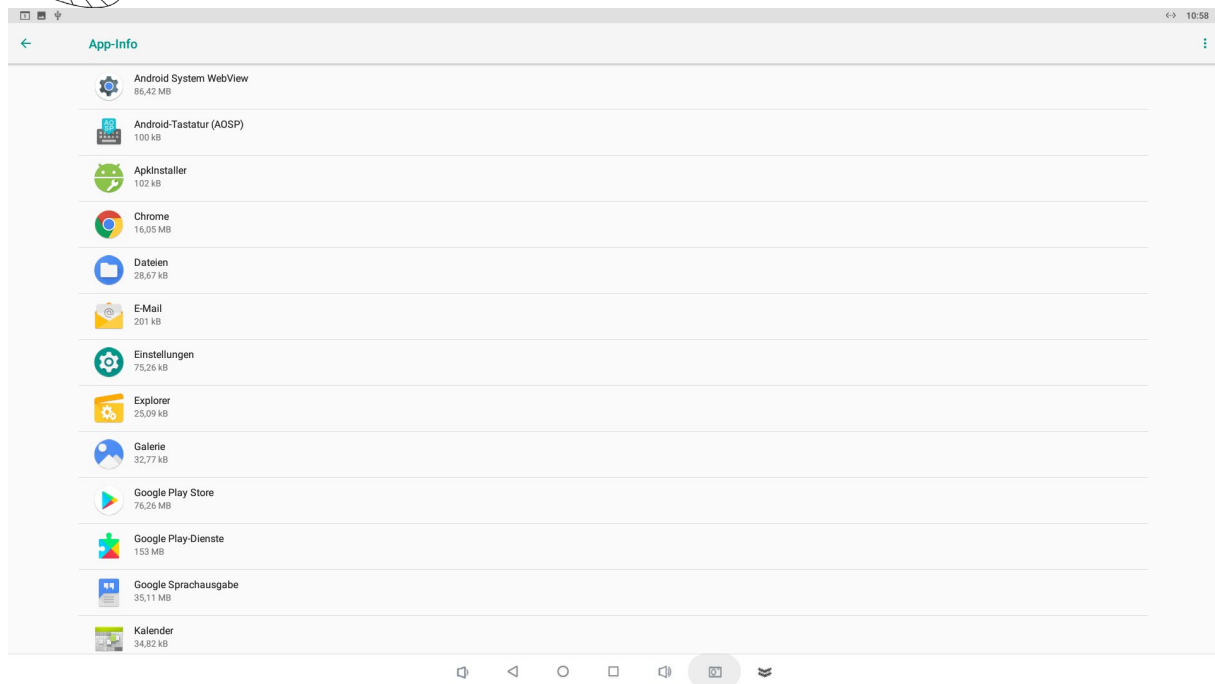 10:58
App-Info
Android System WebView
86,42 MB
Android-Tastatur (AOSP)
100 kB
ApkInstaller
102 kB
Chrome
16,05 MB
Dateien
28,67 kB
E-Mail
201 kB
Einstellungen
75,26 kB
Explorer
25,09 kB
Galerie
32,77 kB
Google Play Store
76,26 MB
Google Play-Dienste
153 MB
Google Sprachausgabe
35,11 MB
Kalender
34,82 kB